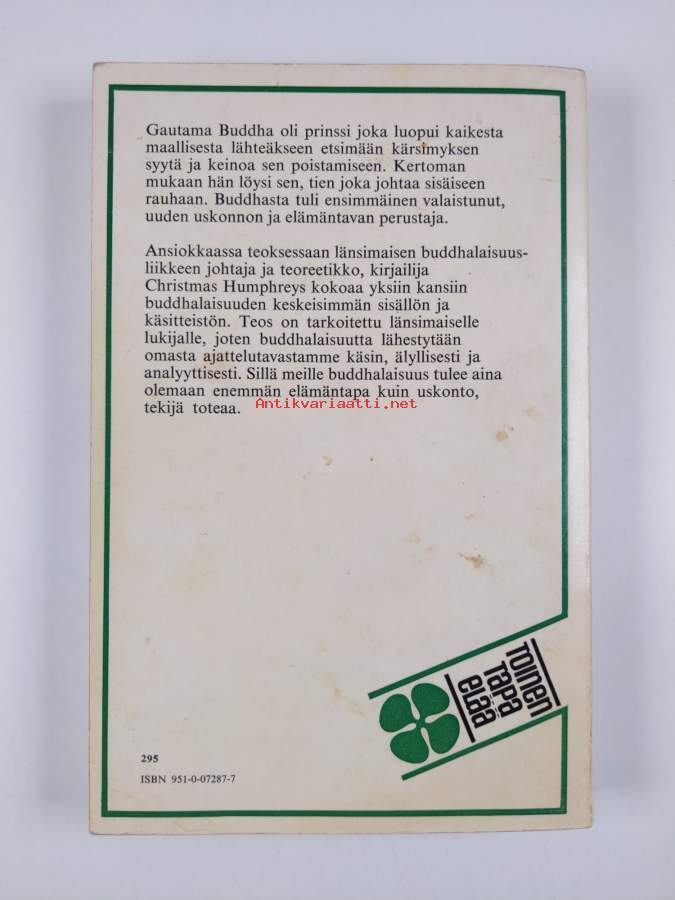 Gautama Buddha oli prinssi joka luopui kaikesta
maallisesta lähteäkseen etsimään kärsimyksen
syytä ja keinoa sen poistamiseen. Kertoman
mukaan hän löysi sen, tien joka johtaa sisäiseen
rauhaan. Buddhasta tuli ensimmäinen valaistunut,
uuden uskonnon ja elämäntavan perustaja.
Ansiokkaassa teoksessaan länsimaisen buddhalaisuus-
liikkeen johtaja ja teoreetikko, kirjailija
Christmas Humphreys kokoaa yksiin kansiin
buddhalaisuuden keskeisimmän sisällön ja
käsitteistön. Teos on tarkoitettu länsimaiselle
lukijalle, joten buddhalaisuutta lähestytään
omasta ajattelutavastamme käsin, älyllisesti ja
analyyttisesti. Sillä meille buddhalaisuus tulee aina
olemaan enemmän elämäntapa kuin uskonto,
tekijä toteaa.
Antikvariaatti.net
toinen
tapa
elää
295
ISBN 951-0-07287-7